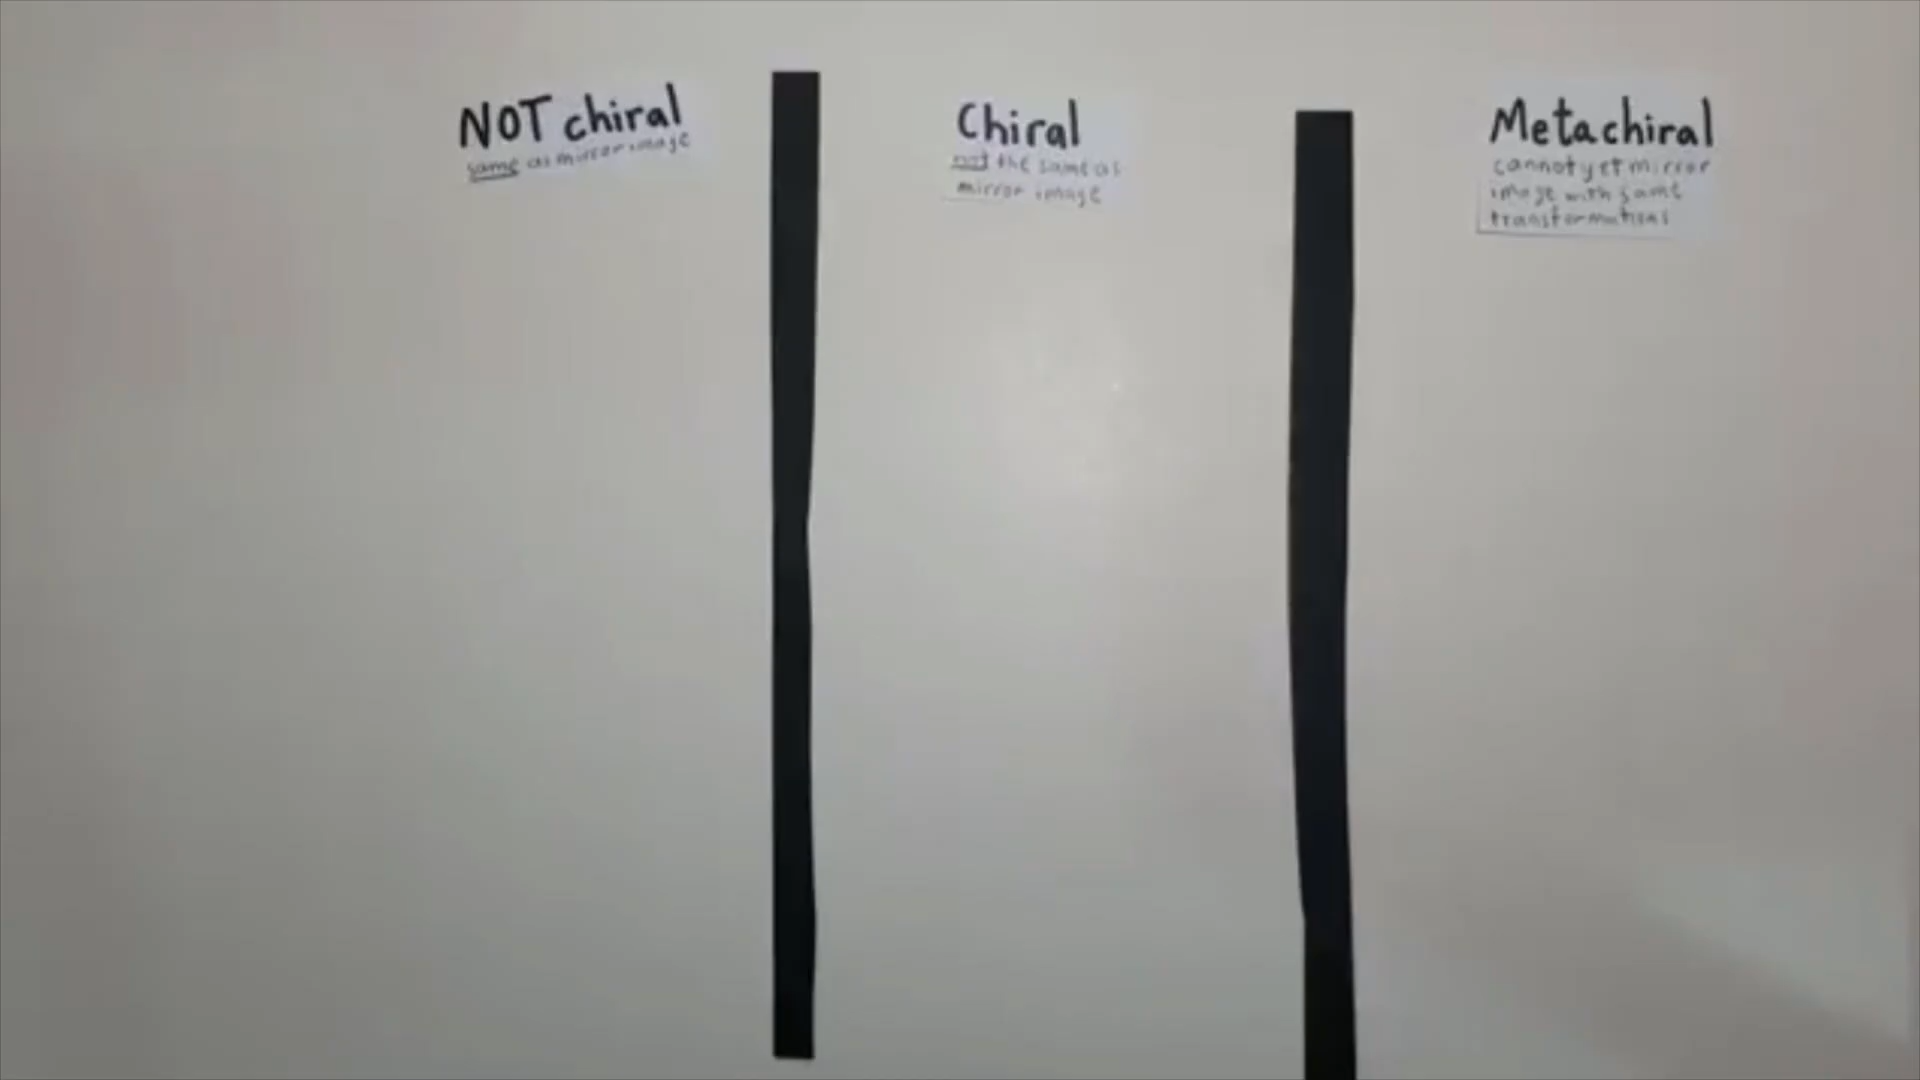 NOT chiral
same as mirror image
Chiral
not the same as
mirror image
Metachiral
cannot get mirror
image with same
transformations